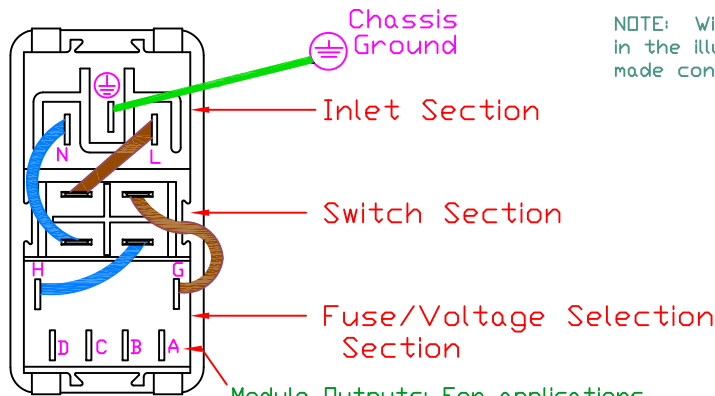 Chassis
Ground
NOTE: Wi
in the illu
made con
Inlet Section
N
L
Switch Section
H
G
Fuse/Voltage Selection
Section
D
C
B
A
Module Outputs: For applications